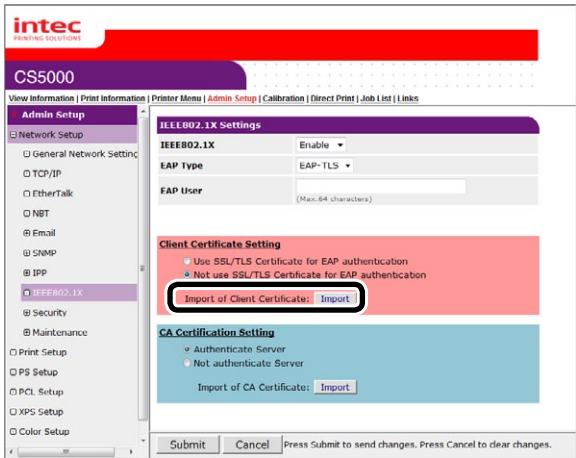 intec
PRINTING SOLUTIONS
CS5000
View Information | Print Information | Printer Menu | Admin Setup | Calibration | Direct Print | Job List | Links
Admin Setup
Network Setup
General Network Setting
TCP/IP
EtherTalk
NBT
Email
SNMP
IPP
IEEE802.1X
Security
Maintenance
Print Setup
PS Setup
PCL Setup
XPS Setup
Color Setup
IEEE802.1X Settings
IEEE802.1X Enable
EAP Type EAP-TLS
EAP User
(Max.64 characters)
Client Certificate Setting
Use SSL/TLS Certificate for EAP authentication
Not use SSL/TLS Certificate for EAP authentication
Import of Client Certificate: Import
CA Certification Setting
Authenticate Server
Not authenticate Server
Import of CA Certificate: Import
Submit Cancel Press Submit to send changes. Press Cancel to clear changes.